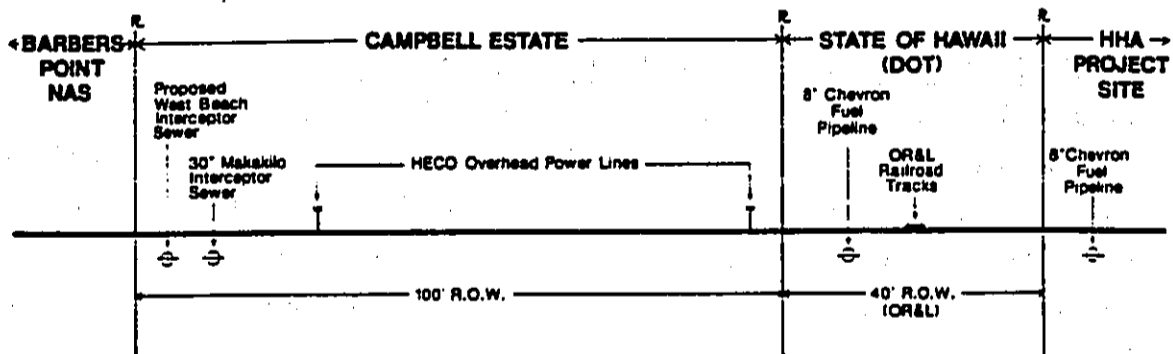 BARBERS
POINT
NAS
CAMPBELL ESTATE
STATE OF HAWAII
(DOT)
HHA
PROJECT
SITE
Proposed
West Beach
Interceptor
Sewer
30" Makakilo
Interceptor
Sewer
HECO Overhead Power Lines
8" Chevron
Fuel
Pipeline
OR&L
Railroad
Tracks
Chevron
Fuel
Pipeline
100' R.O.W.
40' R.O.W.
(OR&L)